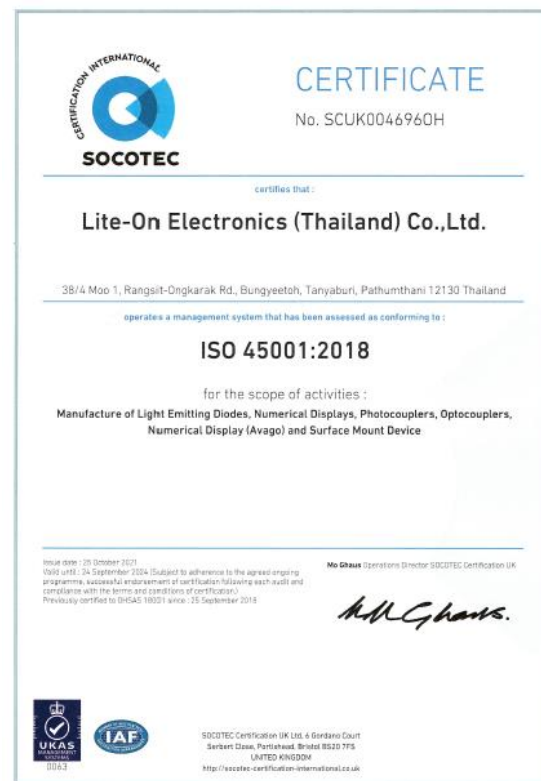 CERTIFICATION INTERNATIONAL
SOCOTEC
CERTIFICATE
No. SCUK004696OH
certifies that :
Lite-On Electronics (Thailand) Co.,Ltd.
38/4 Moo 1, Rangsit-Ongkarak Rd., Bungyeetoh, Tanyaburi, Pathumthani 12130 Thailand
operates a management system that has been assessed as conforming to :
ISO 45001:2018
for the scope of activities :
Manufacture of Light Emitting Diodes, Numerical Displays, Photocouplers, Optocouplers,
Numerical Display (Avago) and Surface Mount Device
Issue date : 25 October 2021
Valid until : 24 September 2024 (Subject to adherence to the agreed ongoing
programme, successful endorsement of certification following each audit and
compliance with the terms and conditions of certification.)
Previously certified to OHSAS 18001 since : 25 September 2018
Mo Ghaus Operations Director SOCOTEC Certification UK
UKAS
MANAGEMENT
SYSTEMS
0063
IAF
SOCOTEC Certification UK Ltd, 6 Gordano Court
Serbert Close, Portishead, Bristol BS20 7FS
UNITED KINGDOM
http://socotec-certification-international.co.uk